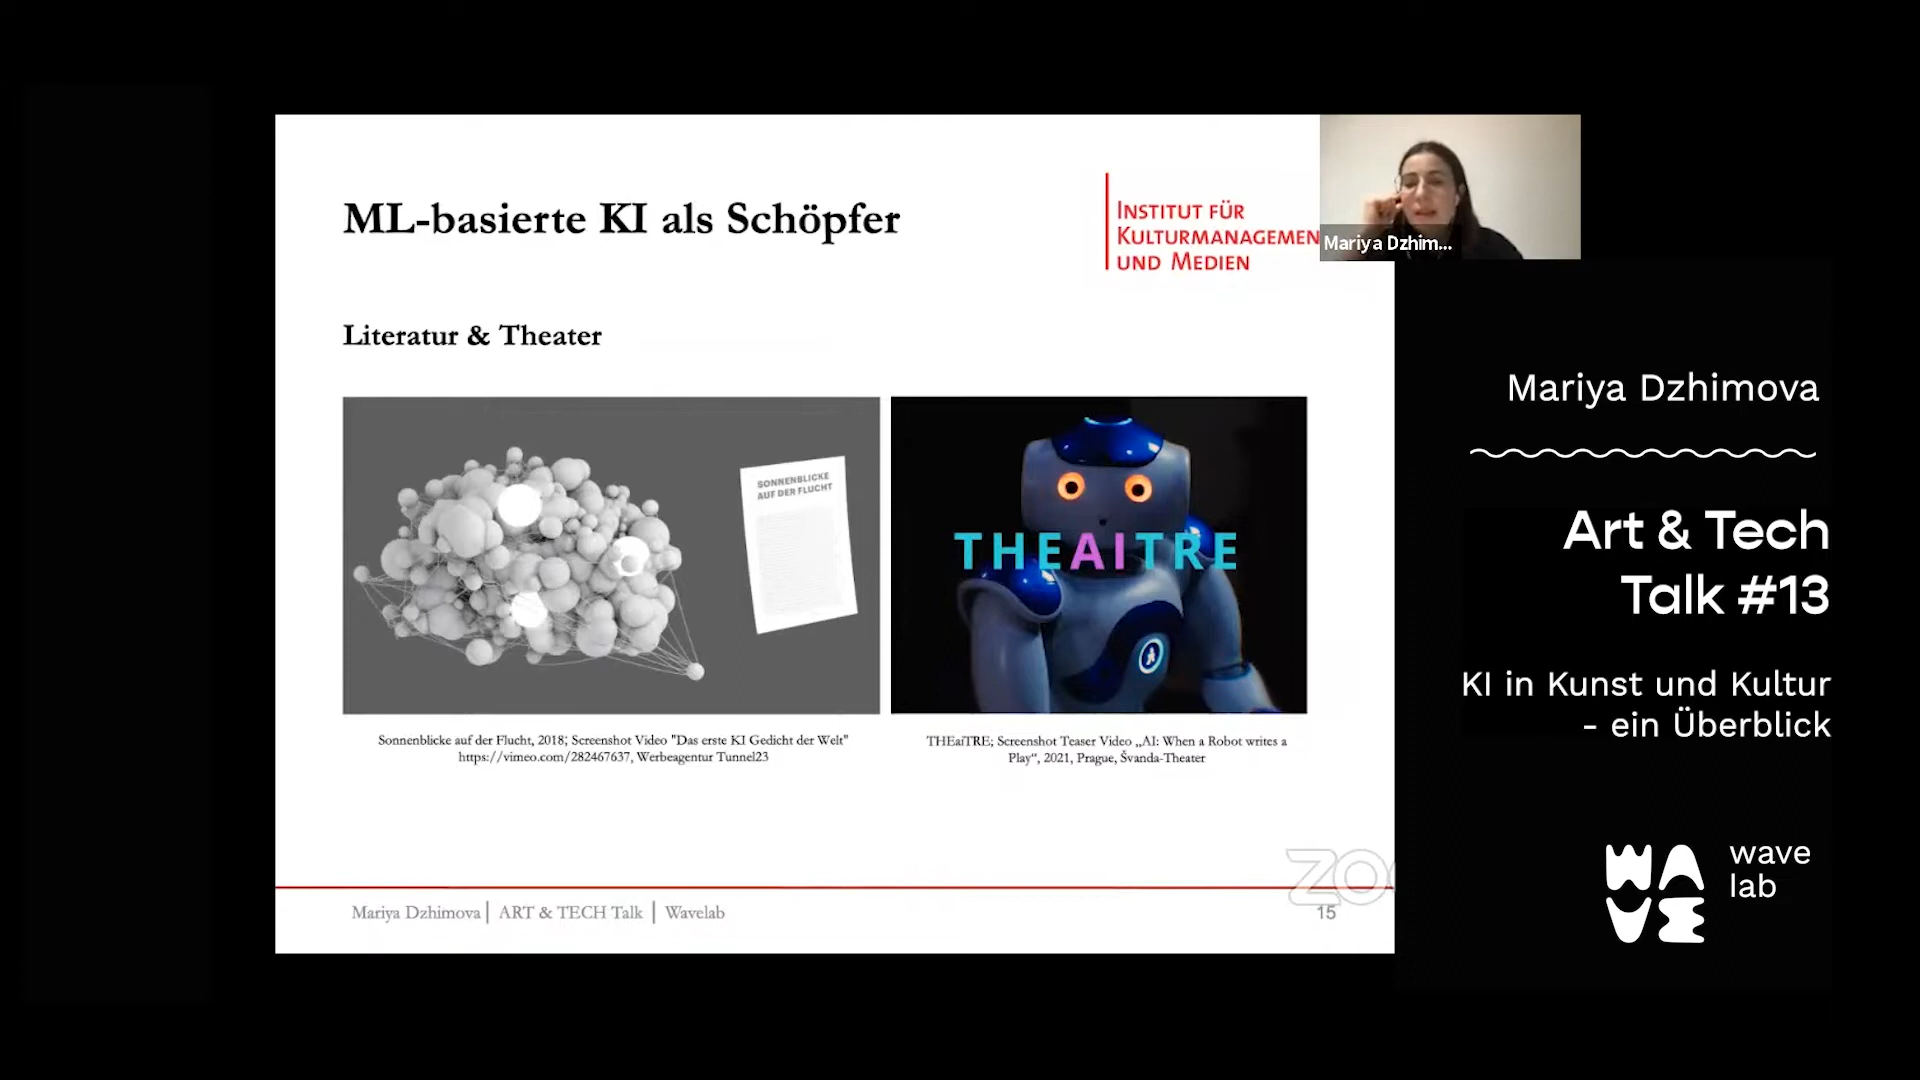 ML-basierte KI als Schöpfer
INSTITUT FÜR
KULTURMANAGEMEN
UND MEDIEN
Mariya Dzhim...
Literatur & Theater
SONNENBLICKE
AUF DER FLUCHT
THEAITRE
Sonnenblicke auf der Flucht, 2018; Screenshot Video "Das erste KI Gedicht der Welt"
https://vimeo.com/282467637, Werbeagentur Tunnel23
THEaiTRE; Screenshot Teaser Video „AI: When a Robot writes a
Play“, 2021, Prague, Švanda-Theater
ZO
Mariya Dzhimova | ART & TECH Talk | Wavelab
15
Mariya Dzhimova
Art & Tech
Talk #13
KI in Kunst und Kultur
- ein Überblick
WAVE
wave
lab